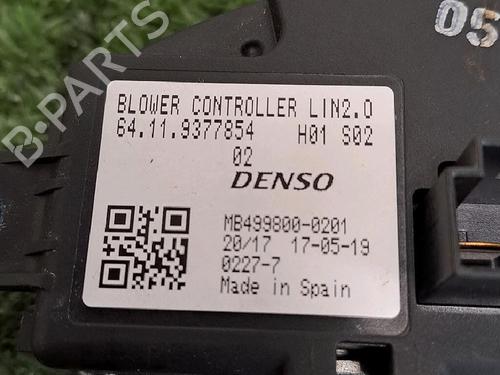 BLOWER CONTROLLER LIN2.0
64.11.9377854 H01 S02
02
DENSO
MB499800-0201
20/17 17-05-19
0227-7
Made in Spain
05
B-PARTS